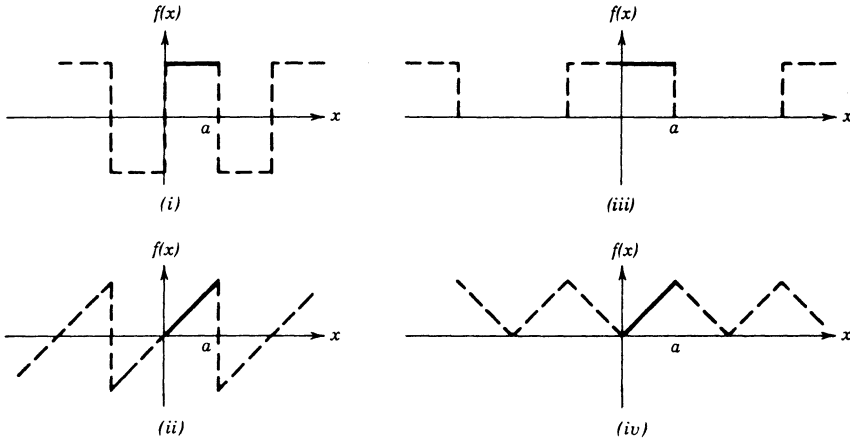 f(x)
a
x
(i)
f(x)
a
x
(iii)
f(x)
a
x
(ii)
f(x)
a
x
(iv)